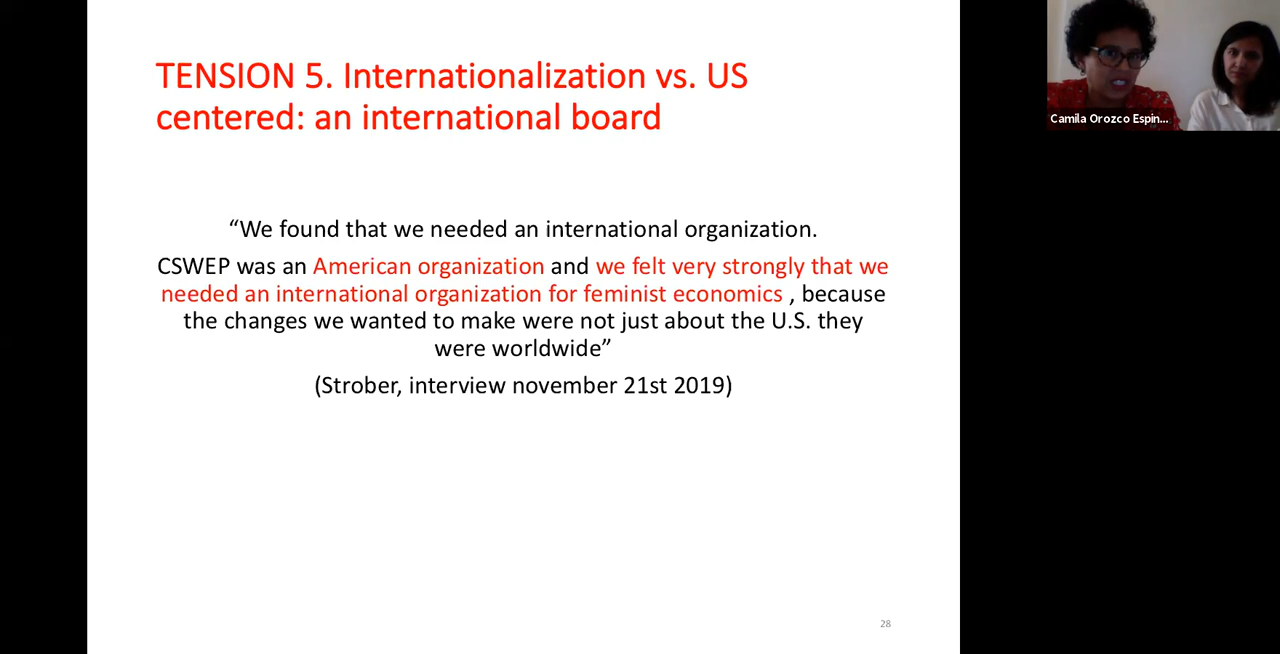 TENSION 5. Internationalization vs. US
centered: an international board
“We found that we needed an international organization.
CSWEP was an American organization and we felt very strongly that we
needed an international organization for feminist economics , because
the changes we wanted to make were not just about the U.S. they
were worldwide”
(Strober, interview november 21st 2019)
28
Camila Orozco Espin...